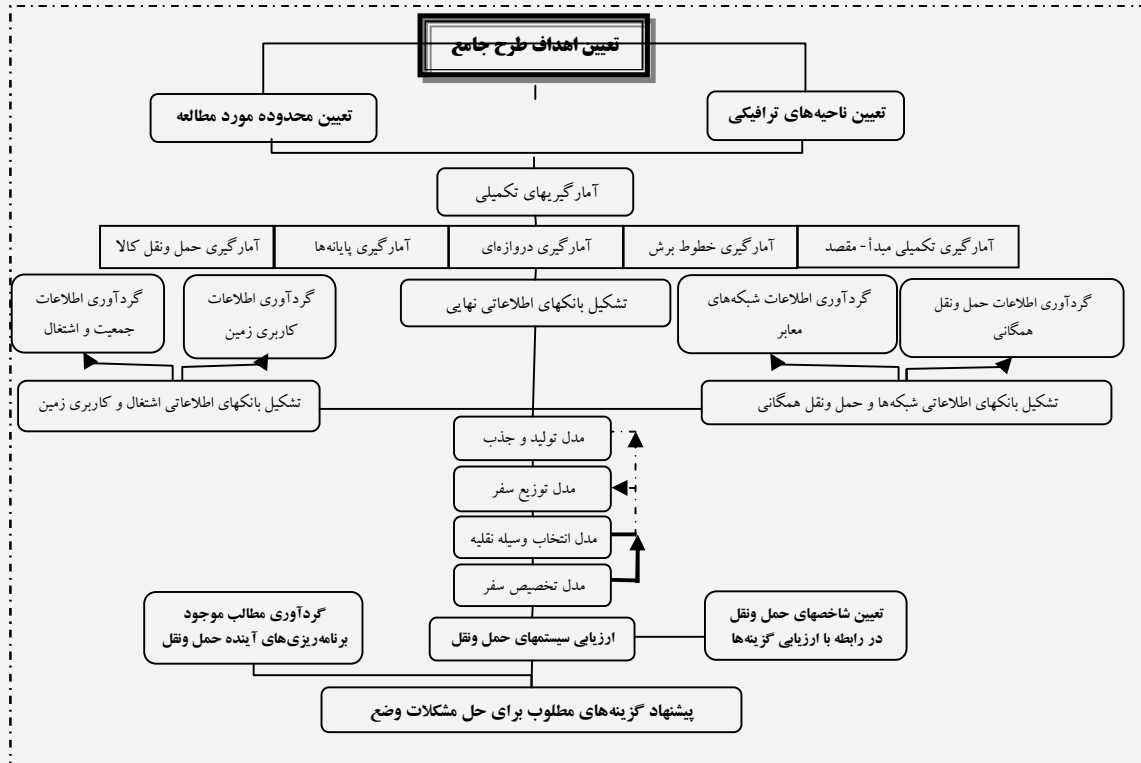 تعیین اهداف طرح جامع
تعیین ناحیه‌های ترافیکی
تعیین محدوده مورد مطالعه
آمارگیریهای تکمیلی
آمارگیری تکمیلی مبدأ - مقصد
آمارگیری خطوط برش
آمارگیری دروازه‌ای
آمارگیری پایانه‌ها
آمارگیری حمل ونقل کالا
گردآوری اطلاعات حمل ونقل
همگانی
گردآوری اطلاعات شبکه‌های
معابر
تشکیل بانکهای اطلاعاتی نهایی
گردآوری اطلاعات
کاربری زمین
گردآوری اطلاعات
جمعیت و اشتغال
تشکیل بانکهای اطلاعاتی شبکه‌ها و حمل ونقل همگانی
تشکیل بانکهای اطلاعاتی اشتغال و کاربری زمین
مدل تولید و جذب
مدل توزیع سفر
مدل انتخاب وسیله نقلیه
مدل تخصیص سفر
تعیین شاخصهای حمل ونقل
در رابطه با ارزیابی گزینه‌ها
ارزیابی سیستمهای حمل ونقل
گردآوری مطالب موجود
برنامه‌ریزی‌های آینده حمل ونقل
پیشنهاد گزینه‌های مطلوب برای حل مشکلات وضع